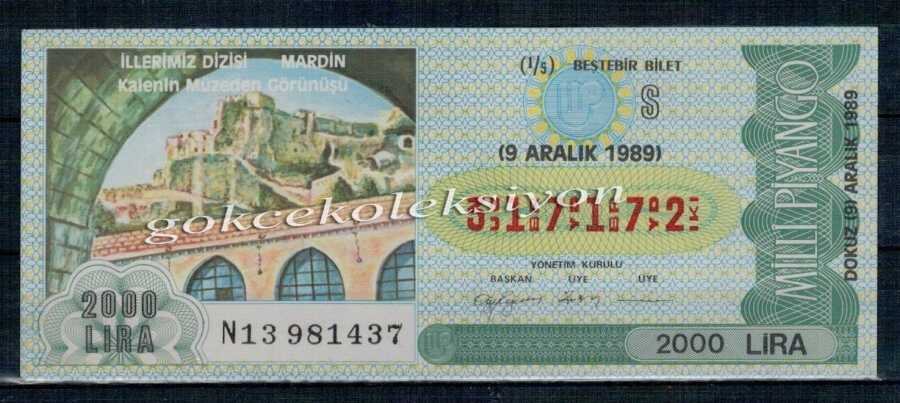 İLLERİMİZ DİZİSİ MARDİN
Kalenin Müzeden Görünüşü
(1/5) BEŞTEBİR BİLET
S
(9 ARALIK 1989)
517172
gokcekoleksiyon
YÖNETİM KURULU
BAŞKAN ÜYE ÜYE
2000
LİRA
N13 981437
2000 LİRA
MİLLİ PİYANGO
DOKUZ (9) ARALIK 1989